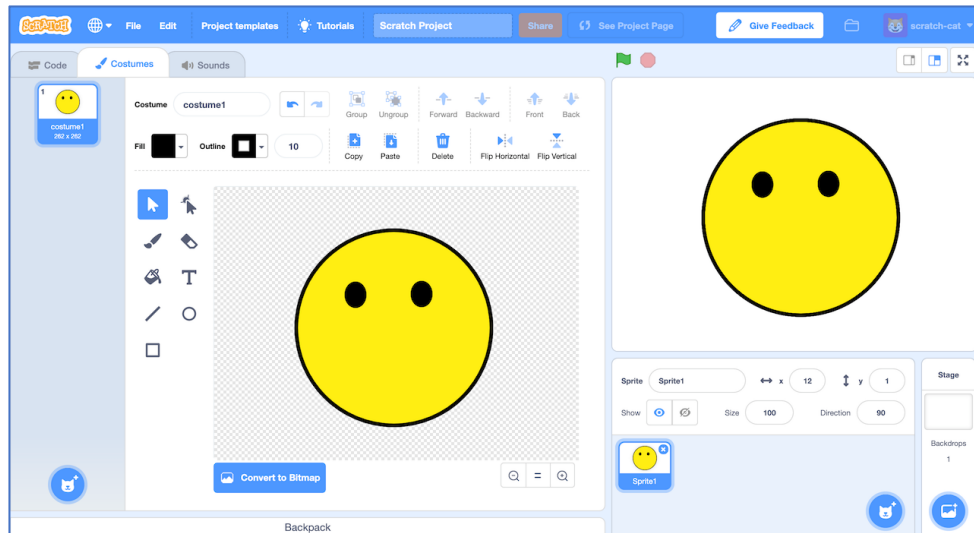 SCRATCH File Edit Project templates Tutorials Scratch Project Share See Project Page Give Feedback scratch-cat
Code Costumes Sounds
1
costume1
262 x 262
Costume costume1 Group Ungroup Forward Backward Front Back
Fill Outline 10 Copy Paste Delete Flip Horizontal Flip Vertical
T
Convert to Bitmap =
Backpack
Sprite Sprite1 x 12 y 1
Show Size 100 Direction 90
Sprite1
Stage
Backdrops
1